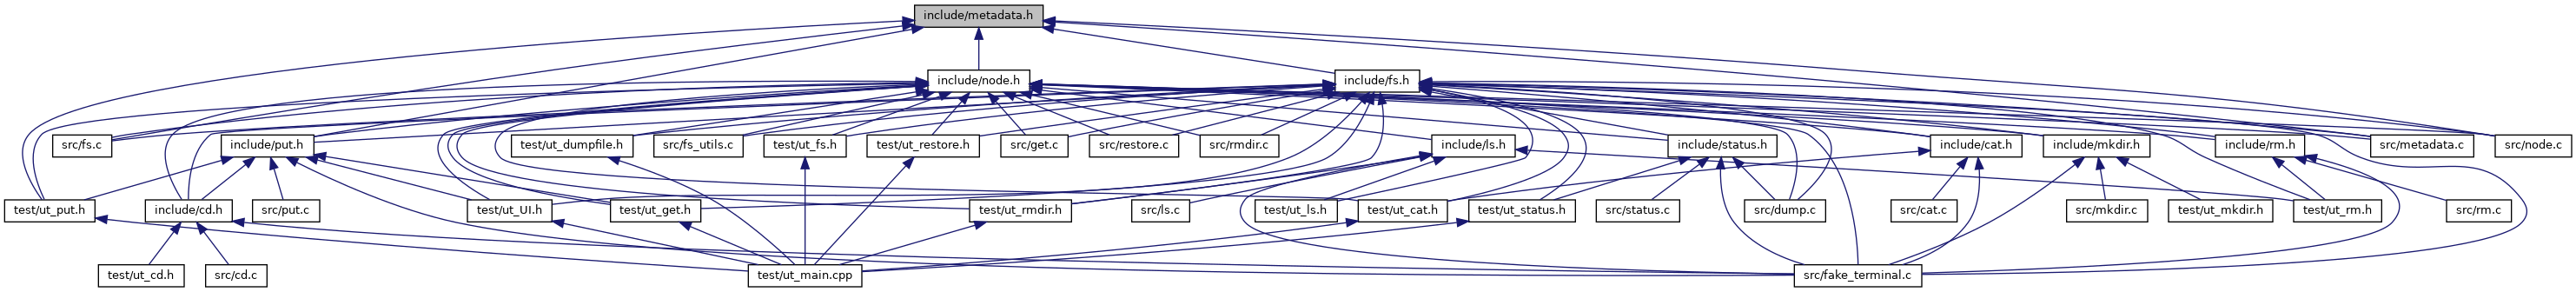 include/metadata.h
include/node.h
include/fs.h
src/fs.c
include/put.h
test/ut_dumpfile.h
src/fs_utils.c
test/ut_fs.h
test/ut_restore.h
src/get.c
src/restore.c
src/rmdir.c
include/ls.h
include/status.h
include/cat.h
include/mkdir.h
include/rm.h
src/metadata.c
src/node.c
test/ut_put.h
include/cd.h
src/put.c
test/ut_UI.h
test/ut_get.h
test/ut_rmdir.h
src/ls.c
test/ut_ls.h
test/ut_cat.h
test/ut_status.h
src/status.c
src/dump.c
src/cat.c
src/mkdir.c
test/ut_mkdir.h
test/ut_rm.h
src/rm.c
test/ut_cd.h
src/cd.c
test/ut_main.cpp
src/fake_terminal.c